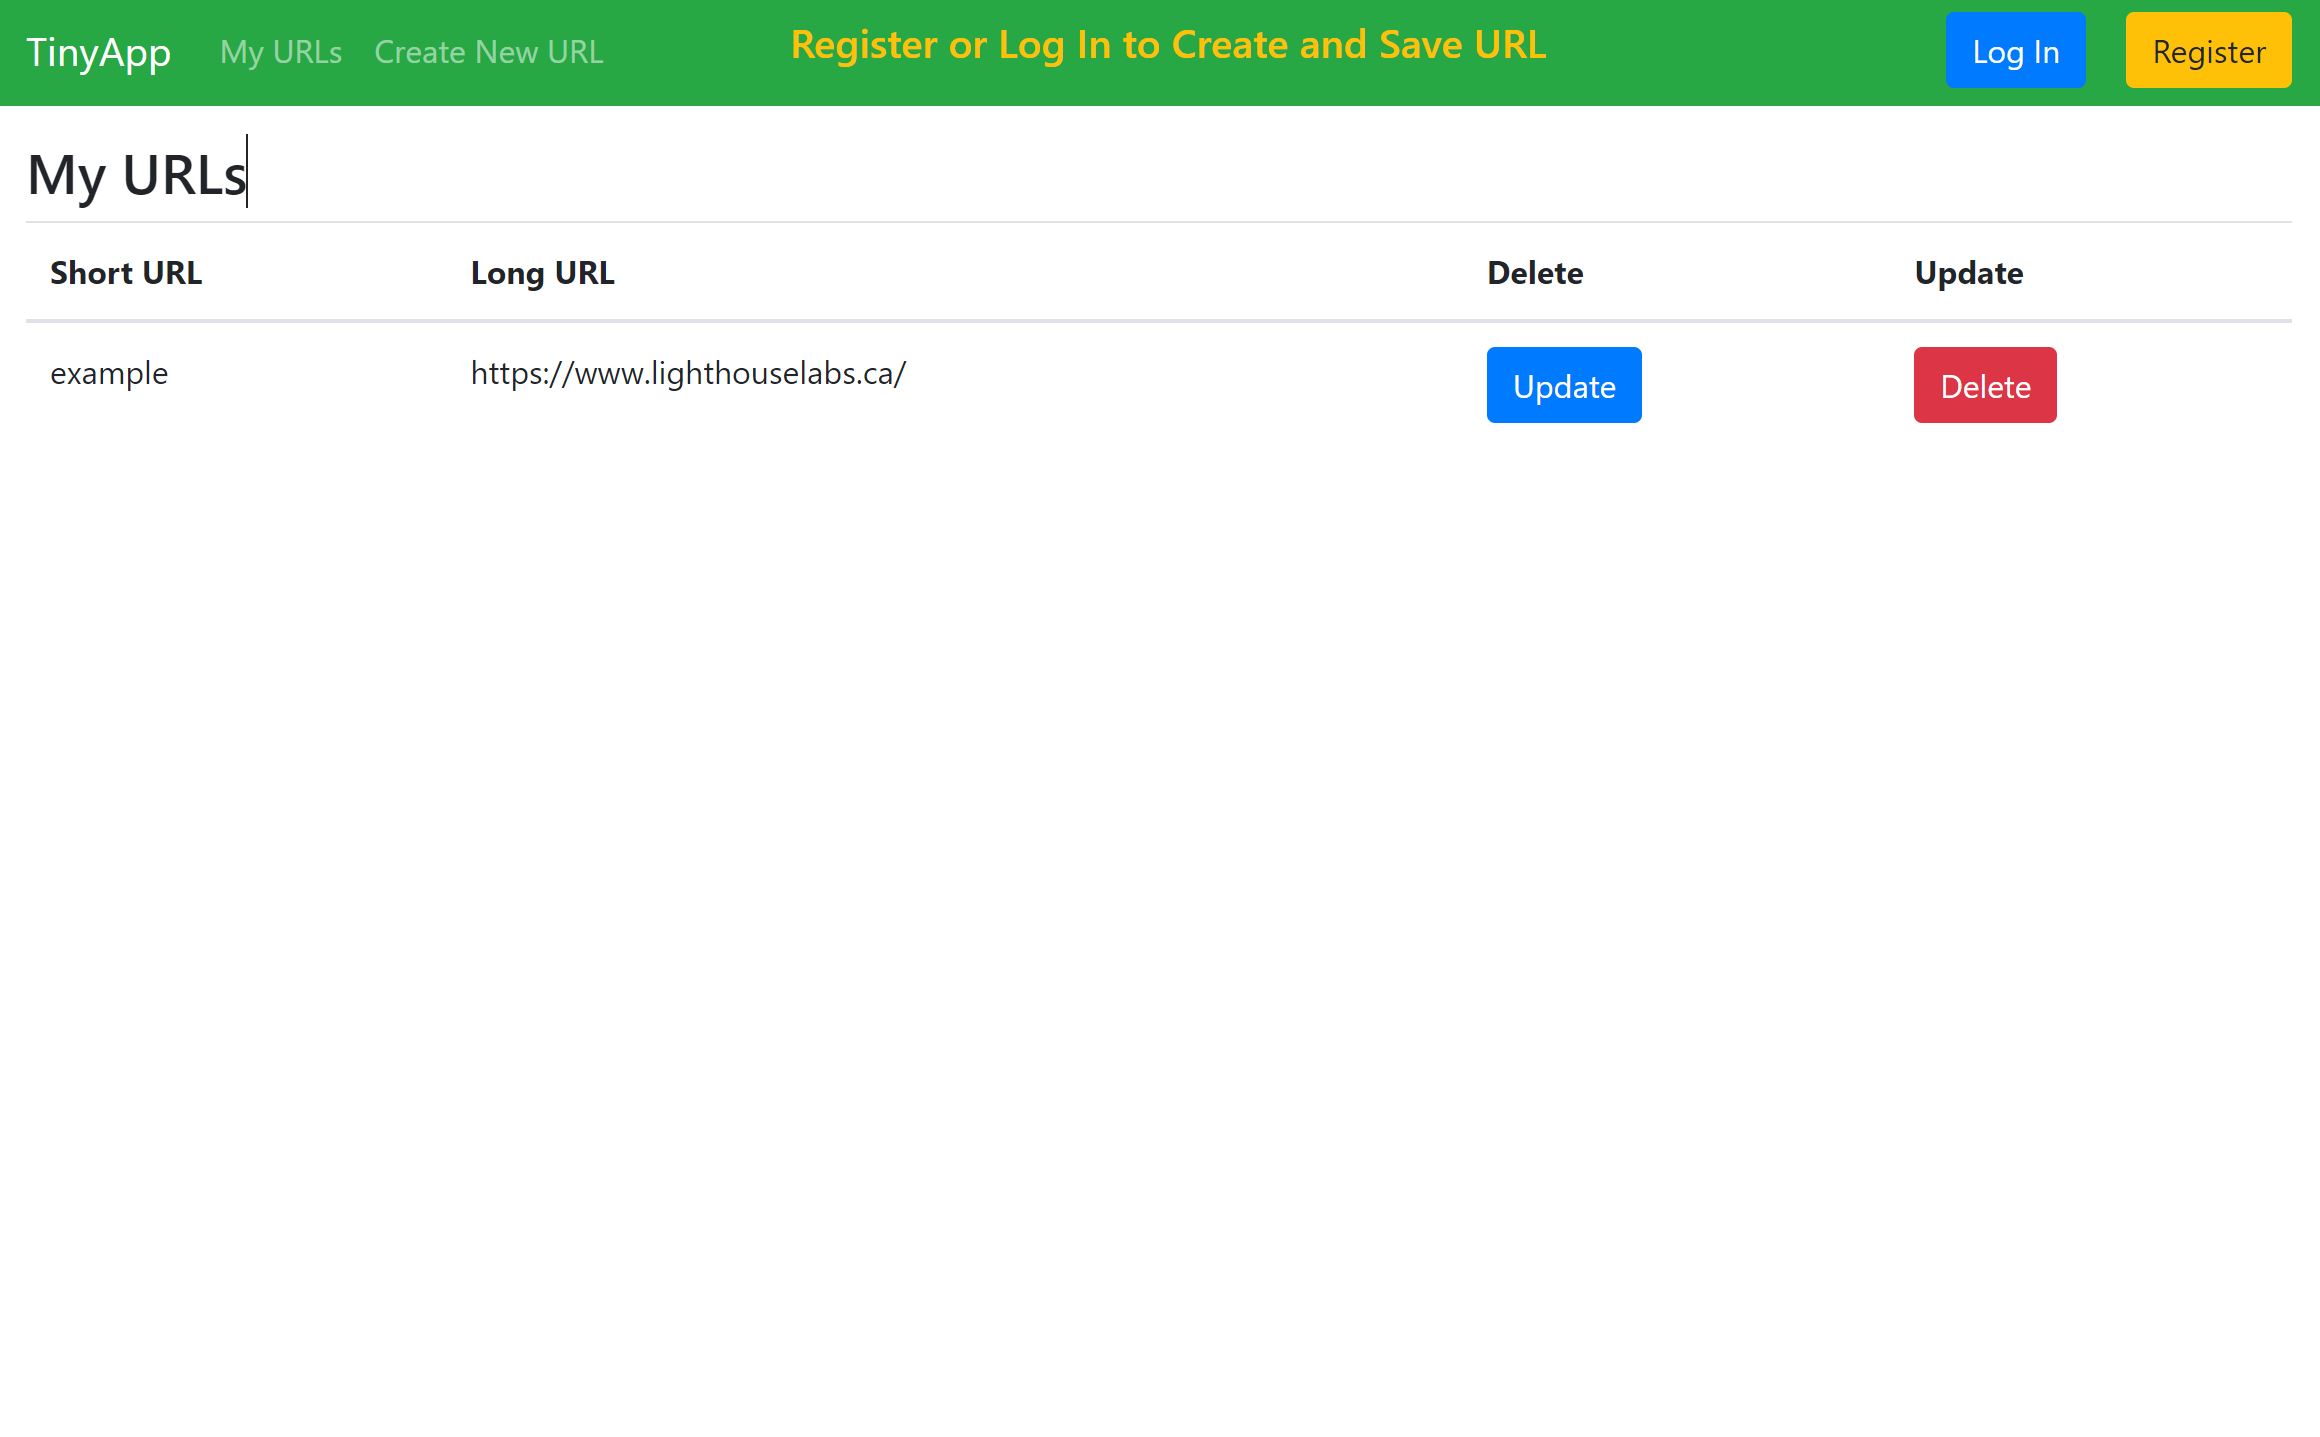 TinyApp My URLs Create New URL Register or Log In to Create and Save URL Log In Register
My URLs
Short URL Long URL Delete Update
example https://www.lighthouselabs.ca/ Update Delete